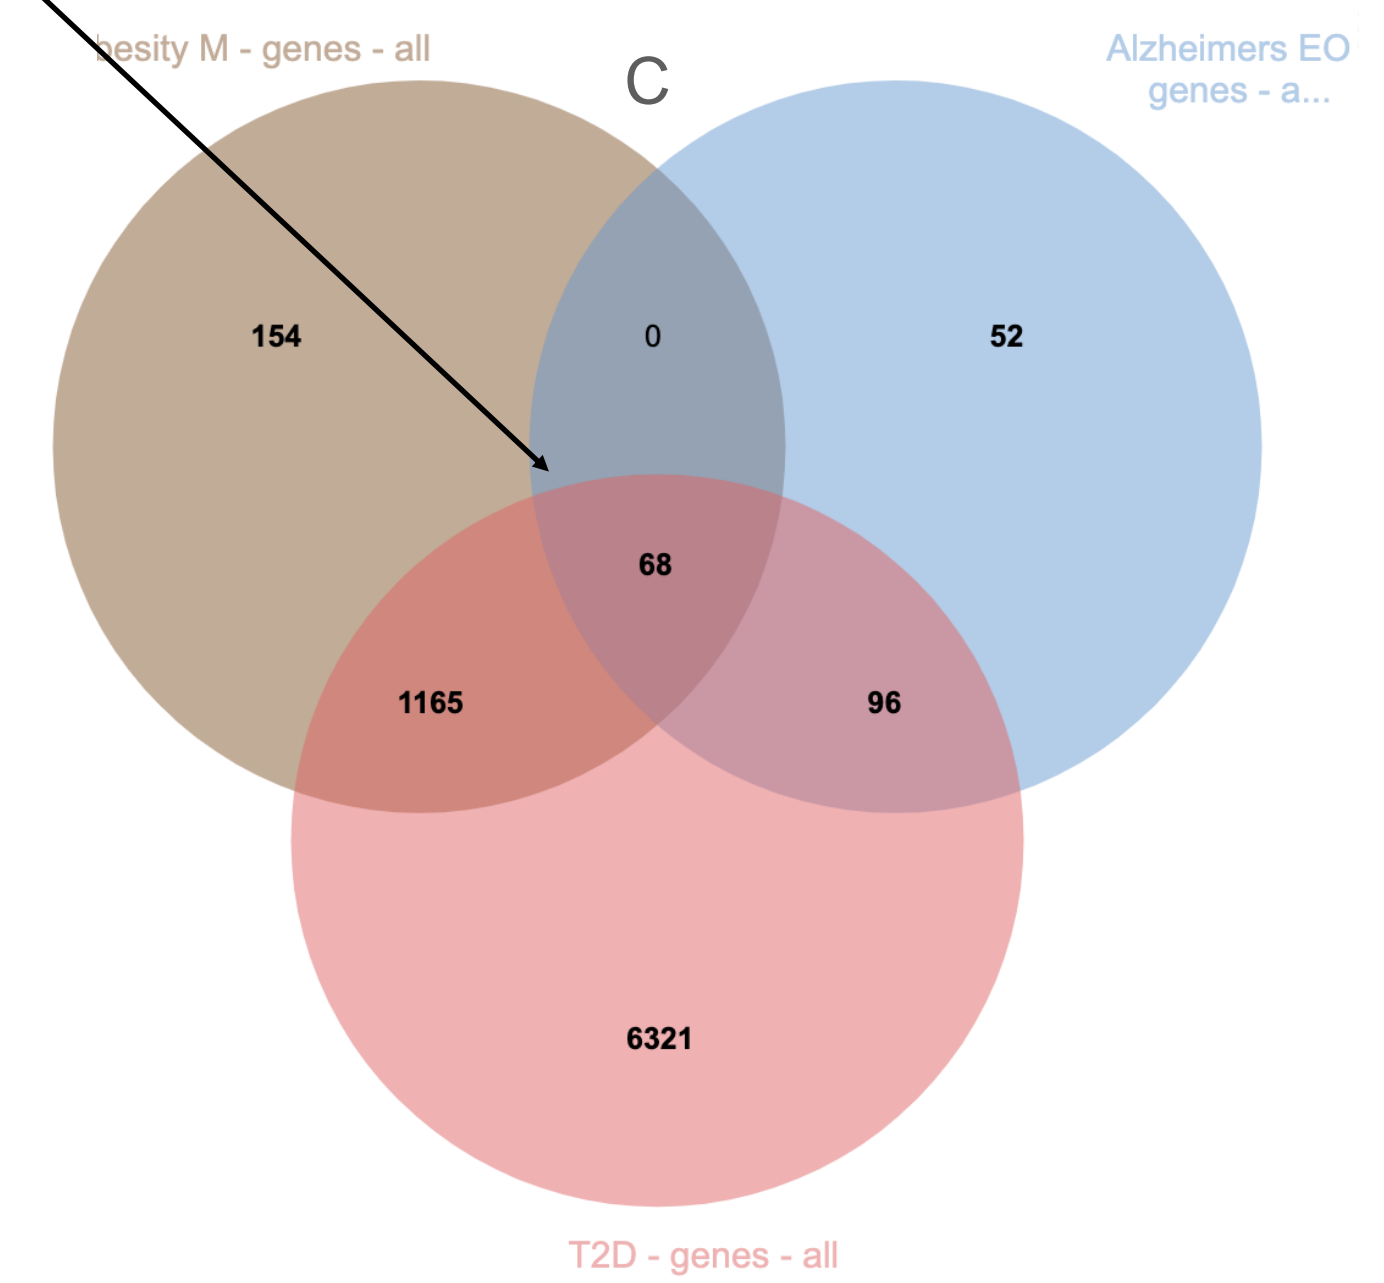 besity M - genes - all
C
Alzheimers EO
genes - a...
154
0
52
68
1165
96
6321
T2D - genes - all